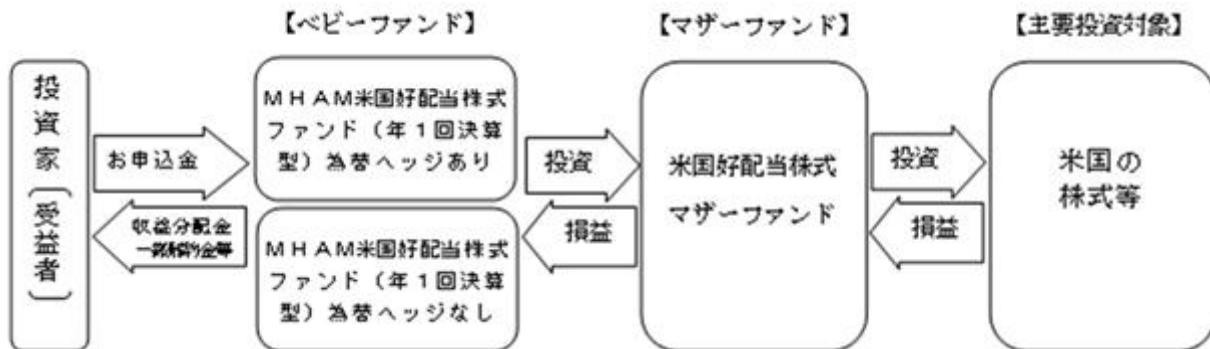 【ベビーファンド】
【マザーファンド】
【主要投資対象】
投資家(受益者)
お申込金
収益分配金
一部解約金等
MHAM米国好配当株式
ファンド(年1回決算
型)為替ヘッジあり
MHAM米国好配当株式
ファンド(年1回決算
型)為替ヘッジなし
投資
損益
米国好配当株式
マザーファンド
投資
損益
米国の
株式等